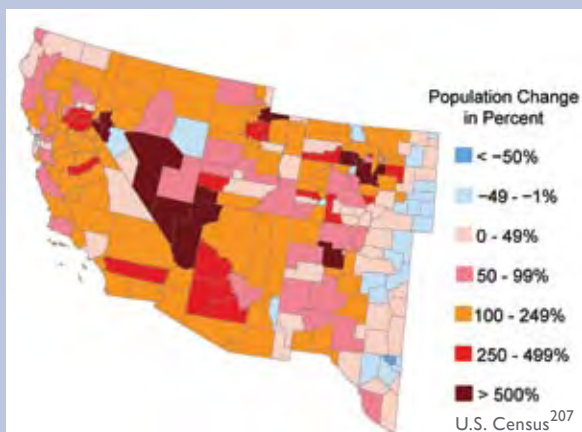 Population Change
in Percent
< −50%
−49 - −1%
0 - 49%
50 - 99%
100 - 249%
250 - 499%
> 500%
U.S. Census207